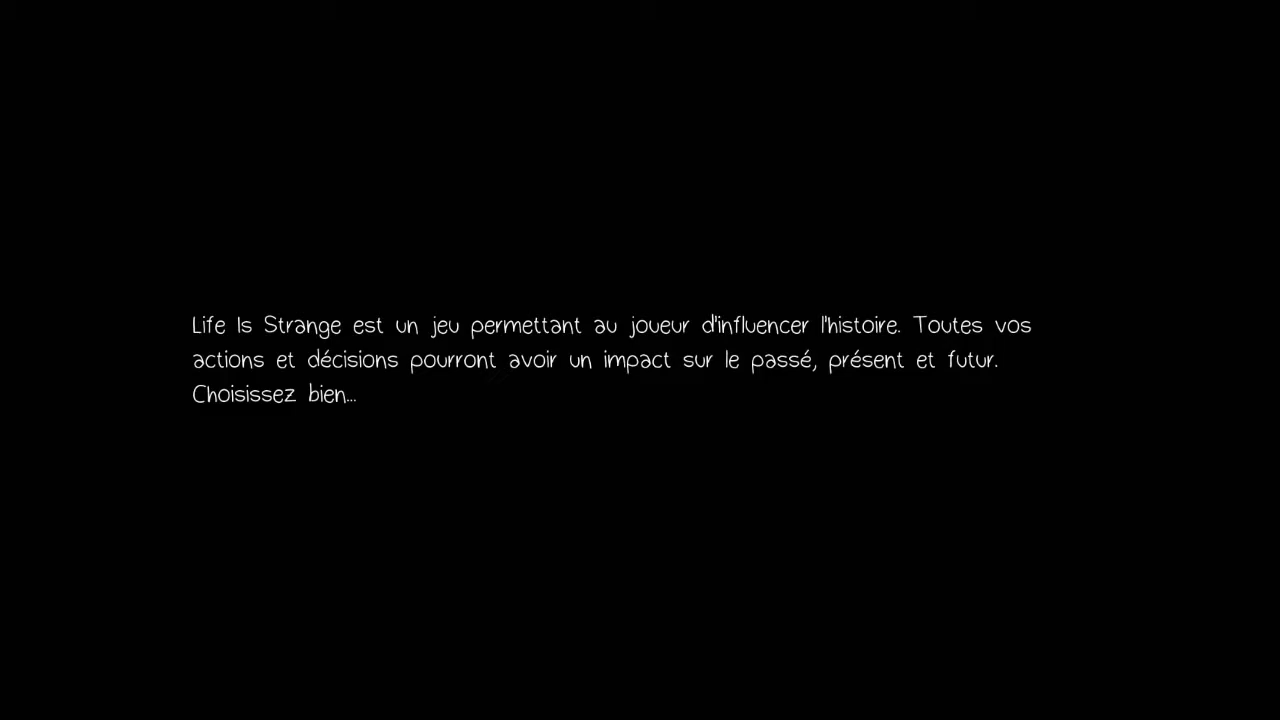 Life Is Strange est un jeu permettant au joueur d'influencer l'histoire. Toutes vos
actions et décisions pourront avoir un impact sur le passé, présent et futur.
Choisissez bien...